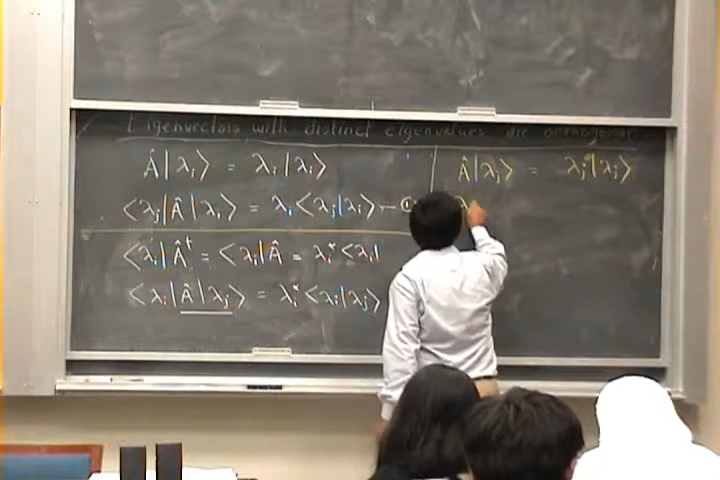 Eigenvectors with distinct eigenvalues are orthogonal
Â|λᵢ⟩ = λᵢ|λᵢ⟩
⟨λⱼ|Â|λᵢ⟩ = λᵢ⟨λⱼ|λᵢ⟩ — ①
⟨λᵢ|Â† = ⟨λᵢ|Â = λᵢ*⟨λᵢ|
⟨λᵢ|Â|λⱼ⟩ = λᵢ*⟨λᵢ|λⱼ⟩
Â|λⱼ⟩ = λⱼ|λⱼ⟩